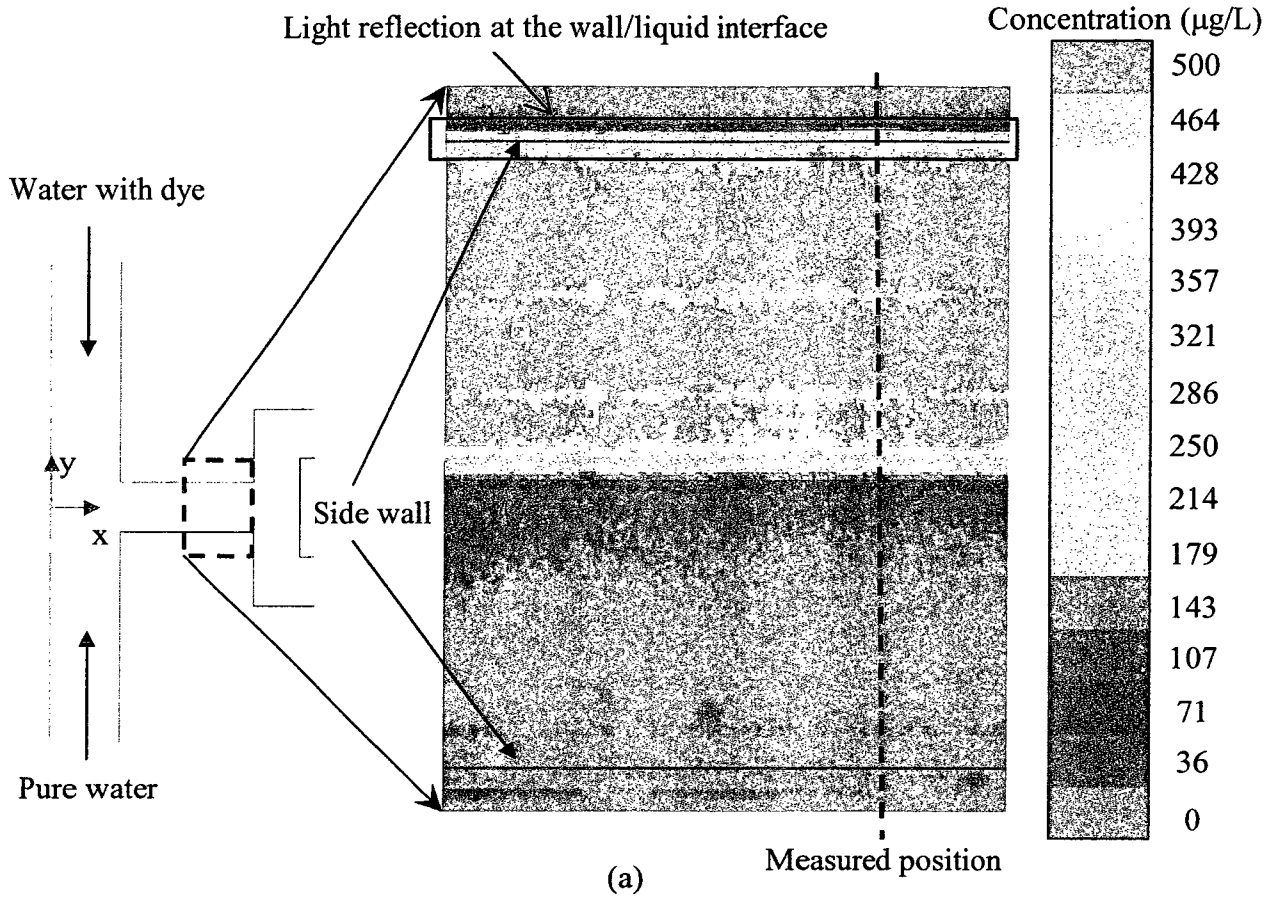 Light reflection at the wall/liquid interface
Concentration (μg/L)
500
464
428
393
357
321
286
250
214
179
143
107
71
36
0
Water with dye
y
x
Side wall
Pure water
Measured position
(a)